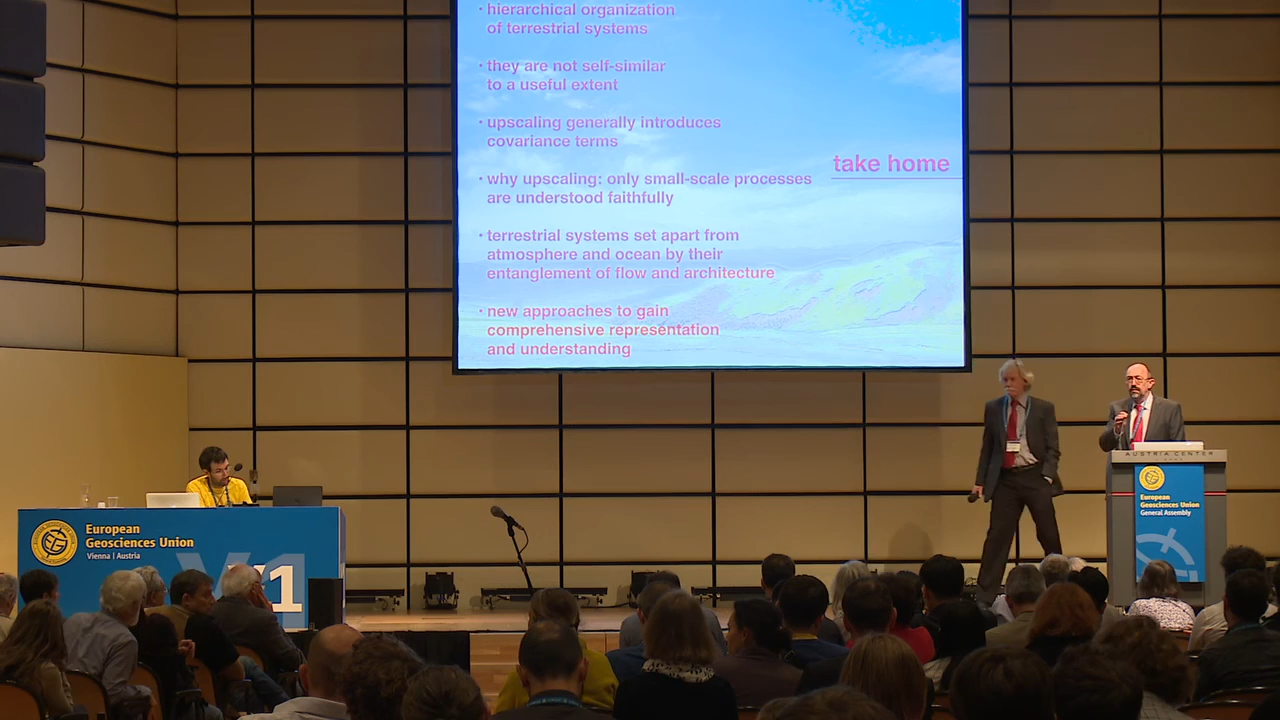 · hierarchical organization
of terrestrial systems
· they are not self-similar
to a useful extent
· upscaling generally introduces
covariance terms
· why upscaling: only small-scale processes
are understood faithfully
· terrestrial systems set apart from
atmosphere and ocean by their
entanglement of flow and architecture
· new approaches to gain
comprehensive representation
and understanding
take home
AUSTRIA CENTER
European
Geosciences Union
General Assembly
European
Geosciences Union
Vienna | Austria